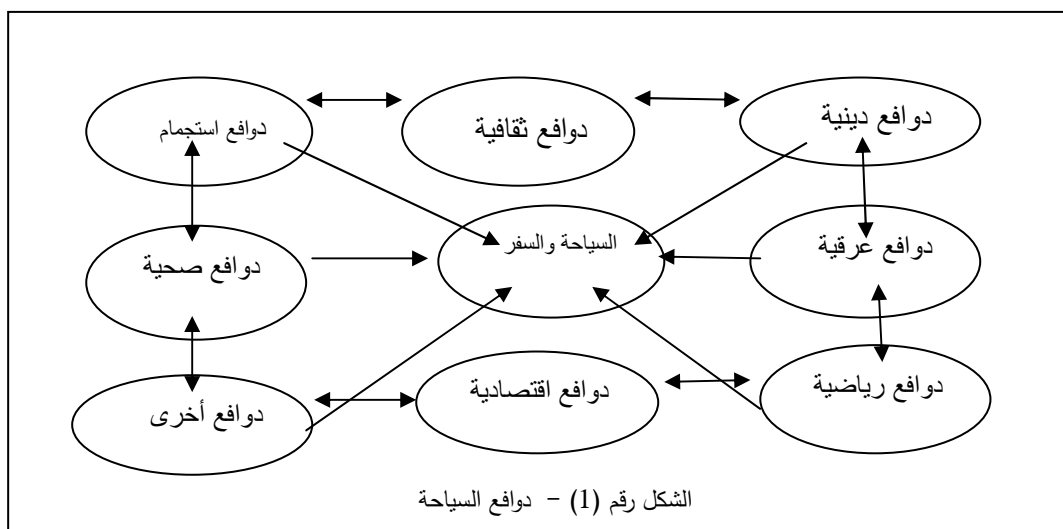 دوافع دينية
دوافع ثقافية
دوافع استجمام
السياحة والسفر
دوافع عرقية
دوافع صحية
دوافع رياضية
دوافع اقتصادية
دوافع أخرى
الشكل رقم (1) - دوافع السياحة